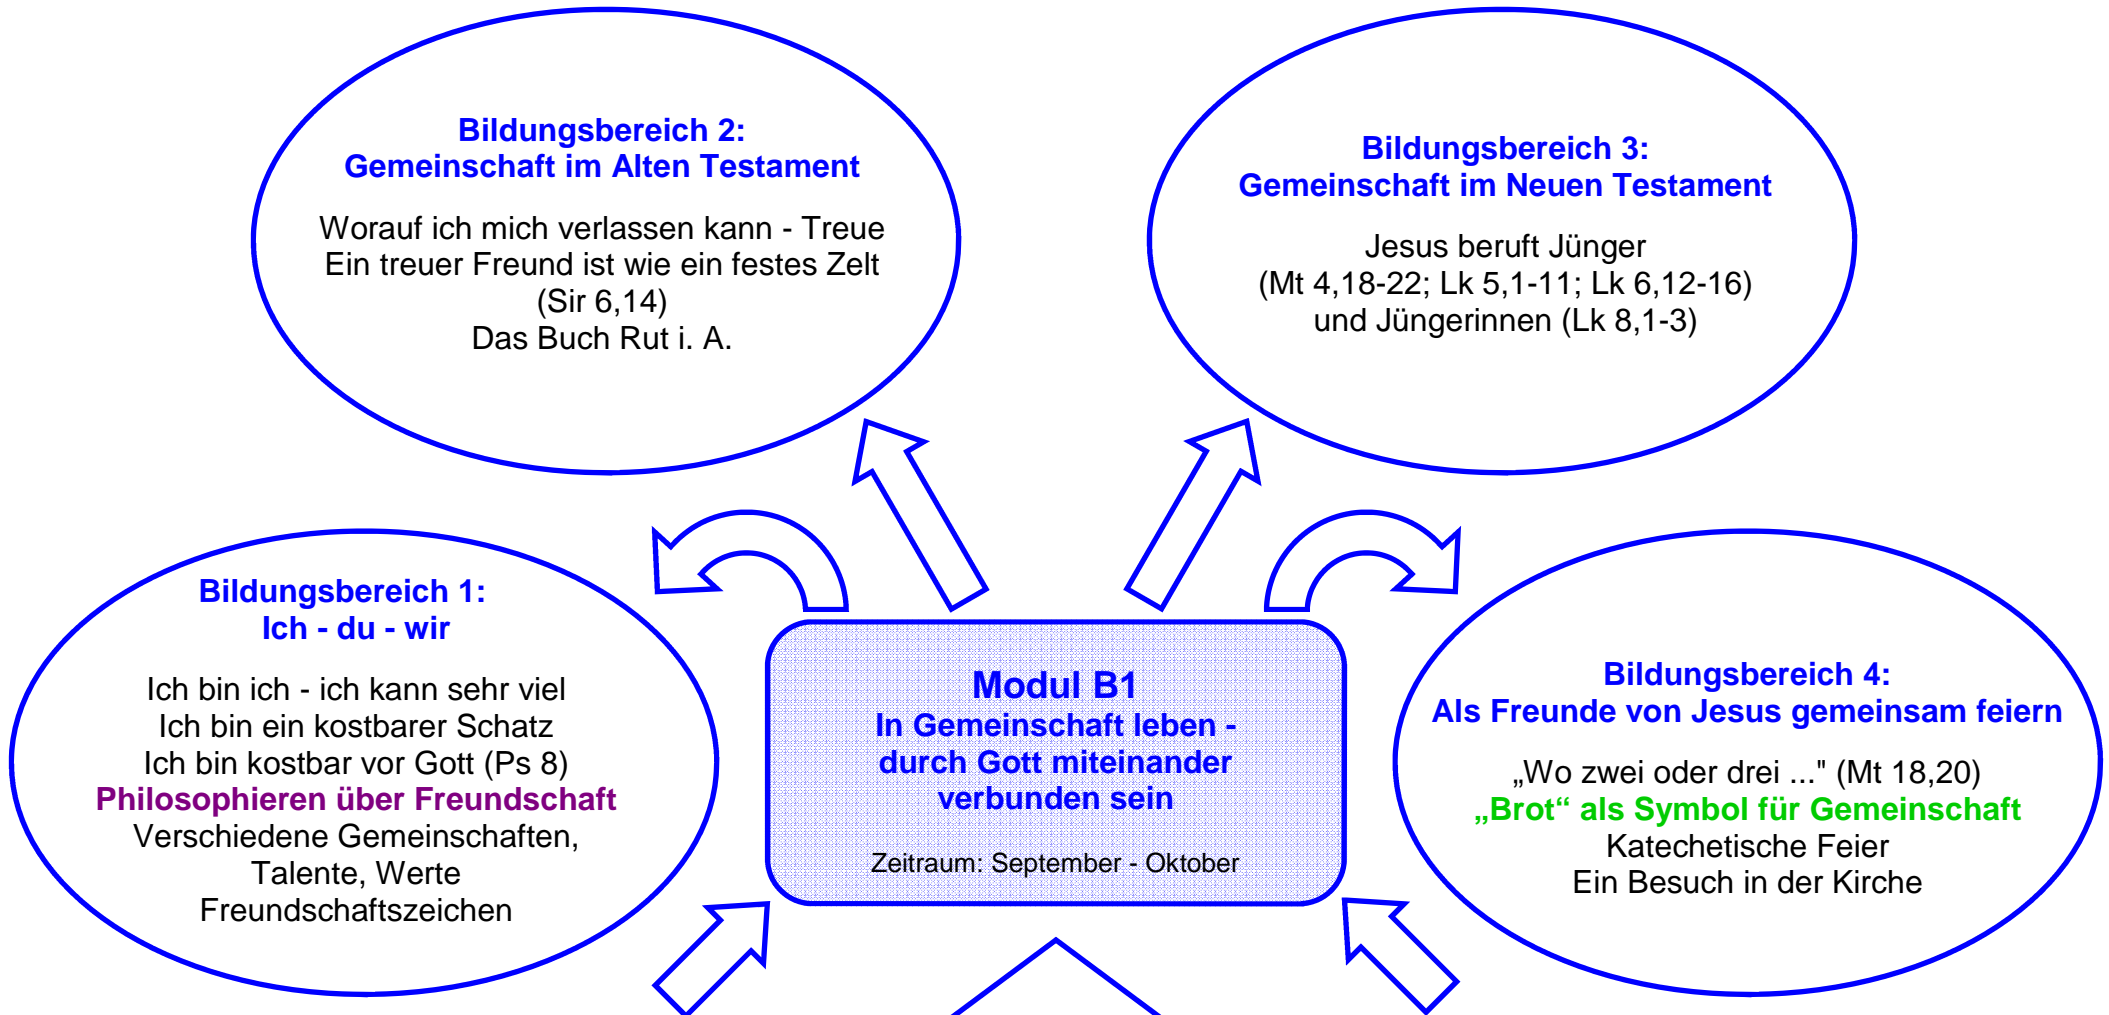 Bildungsbereich 2:
Gemeinschaft im Alten Testament
Worauf ich mich verlassen kann - Treue
Ein treuer Freund ist wie ein festes Zelt
(Sir 6,14)
Das Buch Rut i. A.
Bildungsbereich 3:
Gemeinschaft im Neuen Testament
Jesus beruft Jünger
(Mt 4,18-22; Lk 5,1-11; Lk 6,12-16)
und Jüngerinnen (Lk 8,1-3)
Bildungsbereich 1:
Ich - du - wir
Ich bin ich - ich kann sehr viel
Ich bin ein kostbarer Schatz
Ich bin kostbar vor Gott (Ps 8)
Philosophieren über Freundschaft
Verschiedene Gemeinschaften,
Talente, Werte
Freundschaftszeichen
Modul B1
In Gemeinschaft leben -
durch Gott miteinander
verbunden sein
Zeitraum: September - Oktober
Bildungsbereich 4:
Als Freunde von Jesus gemeinsam feiern
„Wo zwei oder drei ..." (Mt 18,20)
„Brot“ als Symbol für Gemeinschaft
Katechetische Feier
Ein Besuch in der Kirche